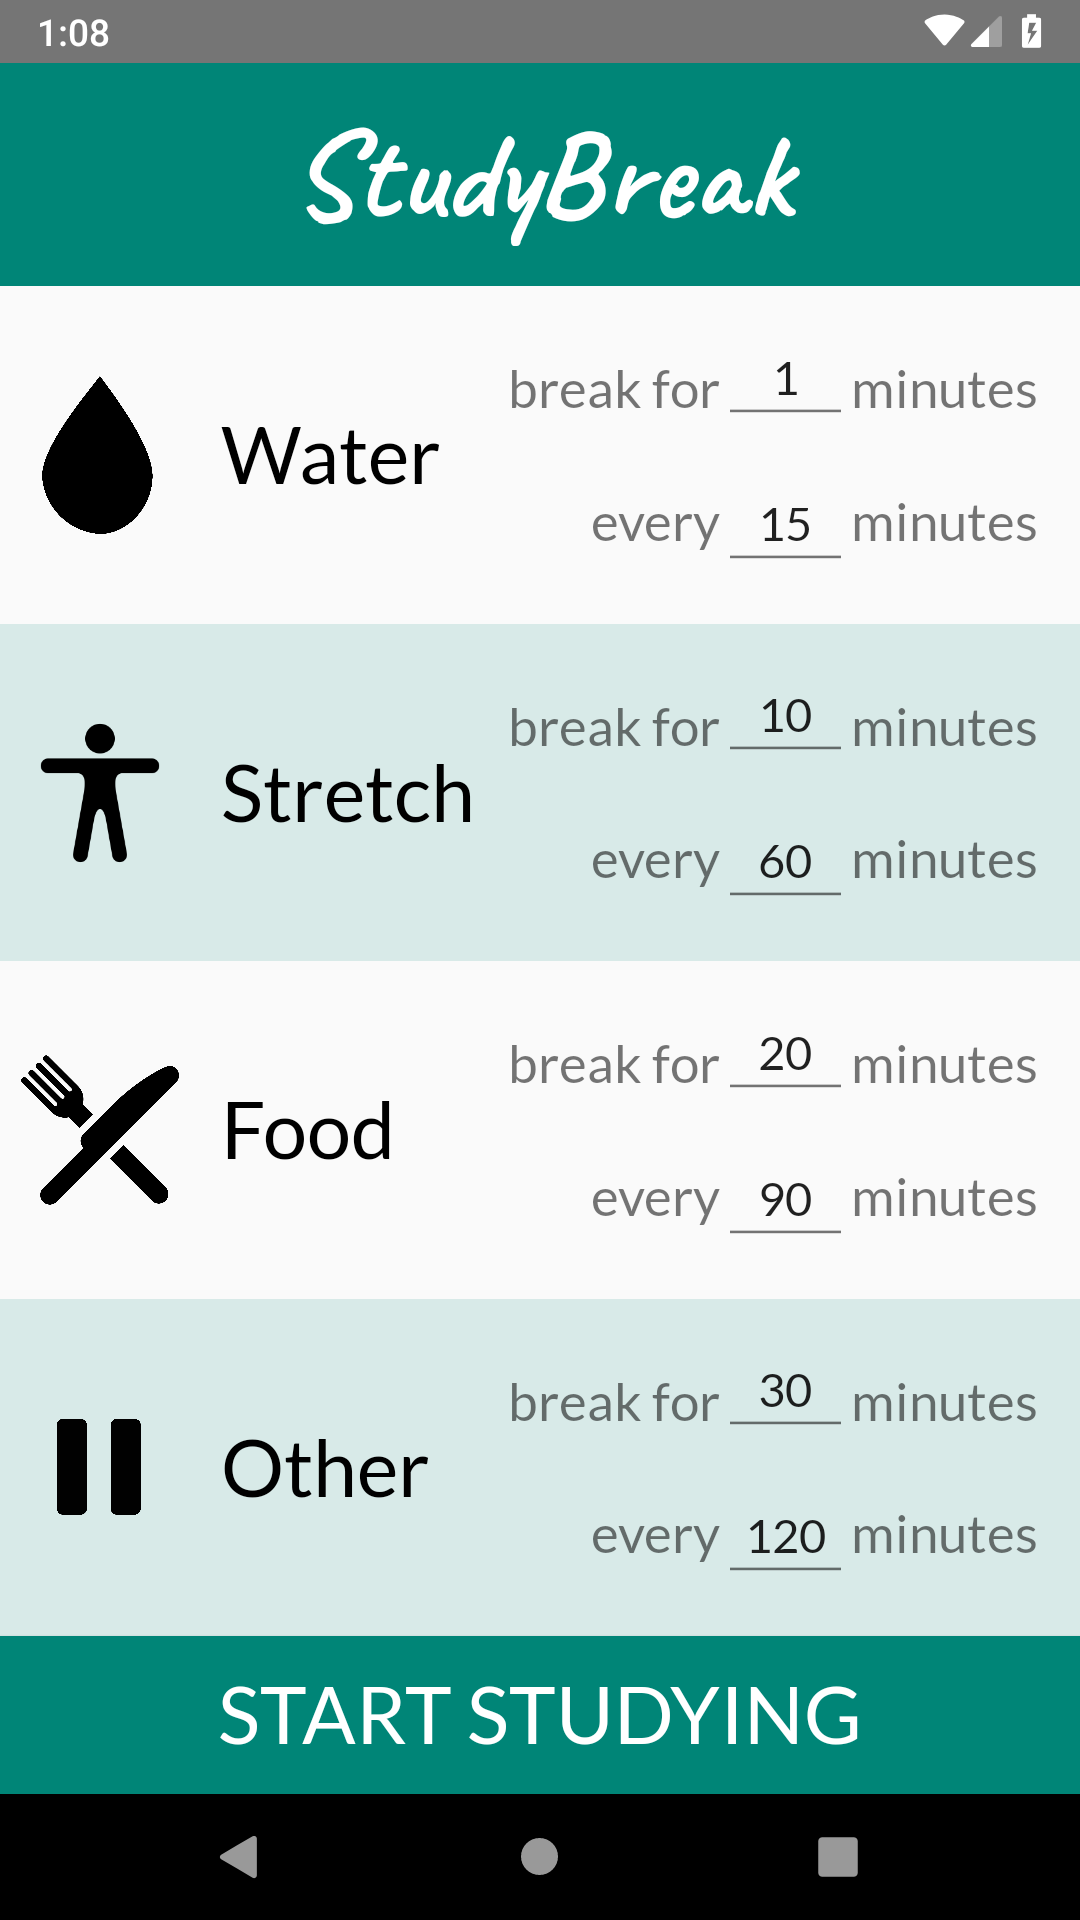 1:08
StudyBreak
break for 1 minutes
Water
every 15 minutes
break for 10 minutes
Stretch
every 60 minutes
break for 20 minutes
Food
every 90 minutes
break for 30 minutes
Other
every 120 minutes
START STUDYING